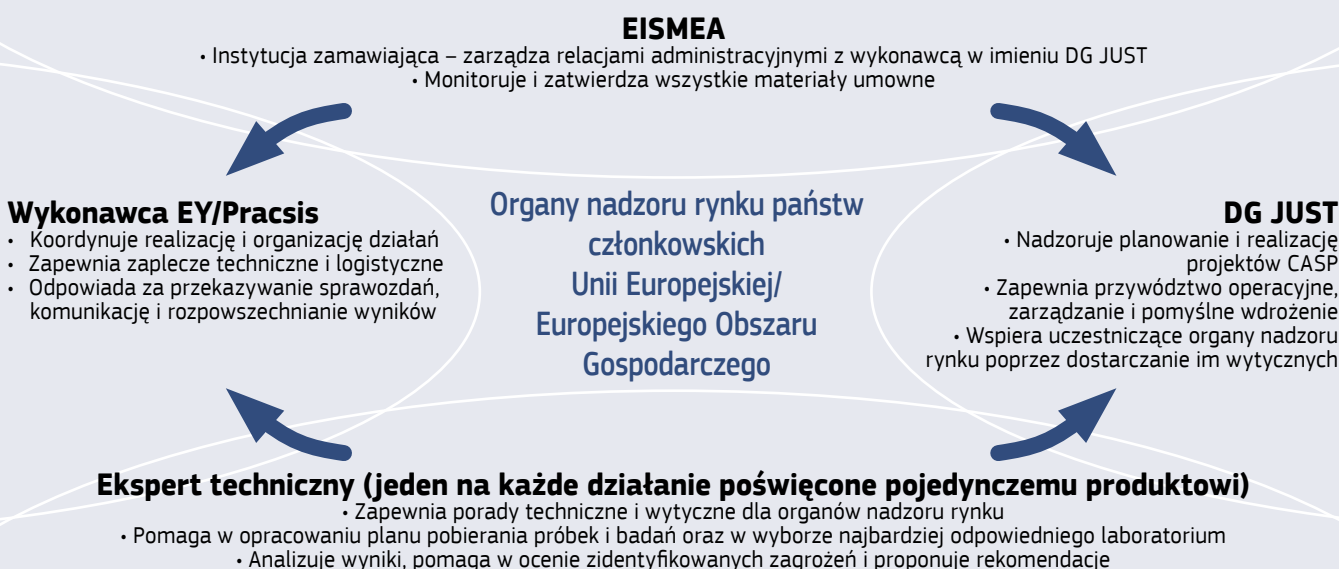 EISMEA
• Instytucja zamawiająca – zarządza relacjami administracyjnymi z wykonawcą w imieniu DG JUST
• Monitoruje i zatwierdza wszystkie materiały umowne
Wykonawca EY/Pracsis
• Koordynuje realizację i organizację działań
• Zapewnia zaplecze techniczne i logistyczne
• Odpowiada za przekazywanie sprawozdań,
komunikację i rozpowszechnianie wyników
Organy nadzoru rynku państw
członkowskich
Unii Europejskiej/
Europejskiego Obszaru
Gospodarczego
DG JUST
• Nadzoruje planowanie i realizację
projektów CASP
• Zapewnia przywództwo operacyjne,
zarządzanie i pomyślne wdrożenie
• Wspiera uczestniczące organy nadzoru
rynku poprzez dostarczanie im wytycznych
Ekspert techniczny (jeden na każde działanie poświęcone pojedynczemu produktowi)
• Zapewnia porady techniczne i wytyczne dla organów nadzoru rynku
• Pomaga w opracowaniu planu pobierania próbek i badań oraz w wyborze najbardziej odpowiedniego laboratorium
• Analizuje wyniki, pomaga w ocenie zidentyfikowanych zagrożeń i proponuje rekomendacje